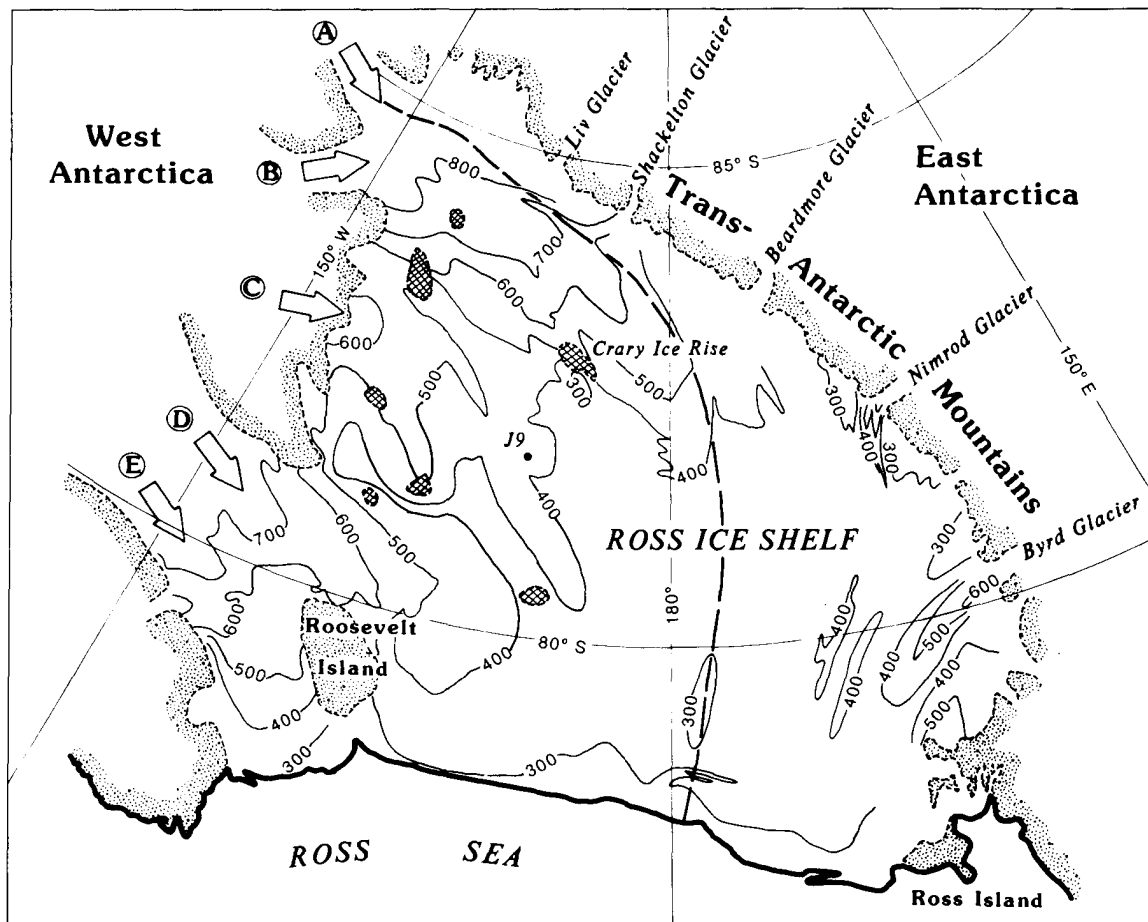 A
Liv Glacier
Shackelton Glacier
85° S
Beardmore Glacier
West
Antarctica
East
Antarctica
B
800
Trans-
150° W
700
Antarctic
C
600
600
Crary Ice Rise
Nimrod Glacier
150° E
500
300
500
300
400
300
Mountains
D
J9
400
E
400
700
600
500
ROSS ICE SHELF
300
Byrd Glacier
600
600
Roosevelt
Island
180°
400
500
500
400
80° S
400
400
400
400
500
300
300
300
ROSS SEA
Ross Island